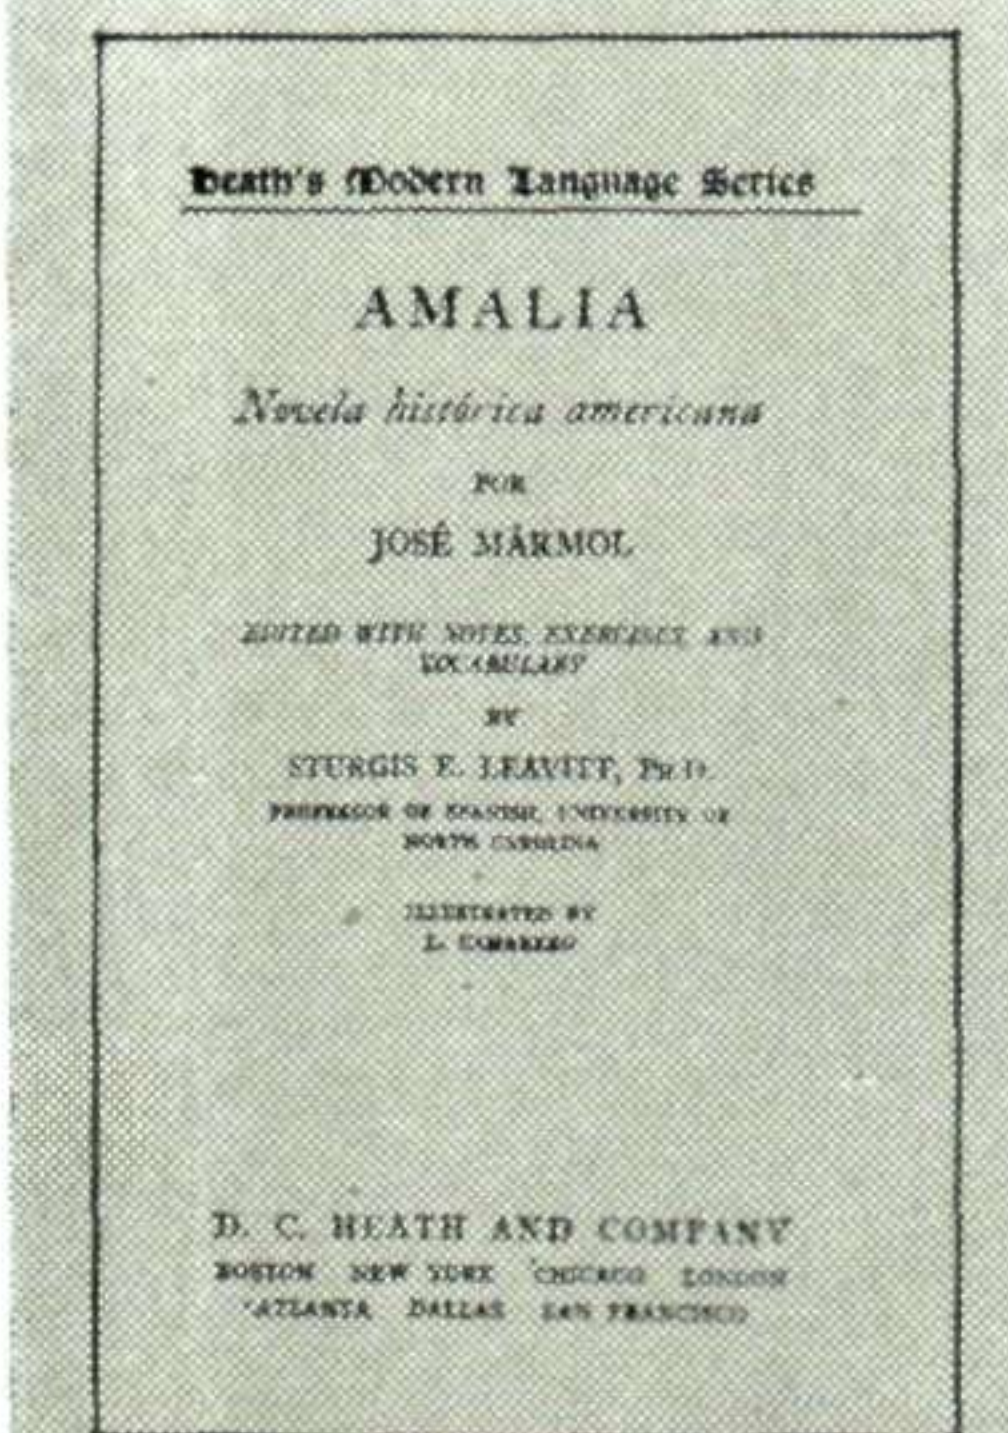 Heath's Modern Language Series
AMALIA
Novela histórica americana
POR
JOSÉ MÁRMOL
EDITED WITH NOTES, EXERCISES, AND
VOCABULARY
BY
STURGIS E. LEAVITT, PH.D.
PROFESSOR OF SPANISH, UNIVERSITY OF
NORTH CAROLINA
ILLUSTRATED BY
L.
D. C. HEATH AND COMPANY
BOSTON NEW YORK CHICAGO LONDON
ATLANTA DALLAS SAN FRANCISCO